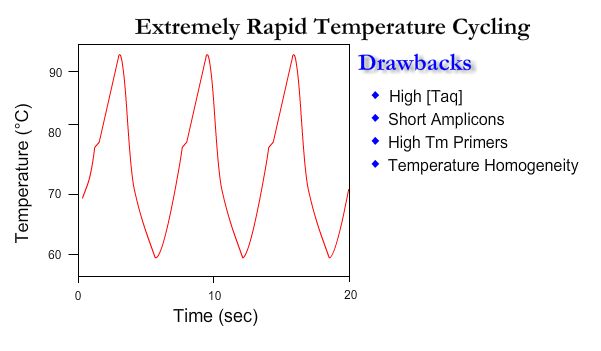 Extremely Rapid Temperature Cycling
Drawbacks
High [Taq]
Short Amplicons
High Tm Primers
Temperature Homogeneity
Temperature (°C)
90
80
70
60
0
10
20
Time (sec)